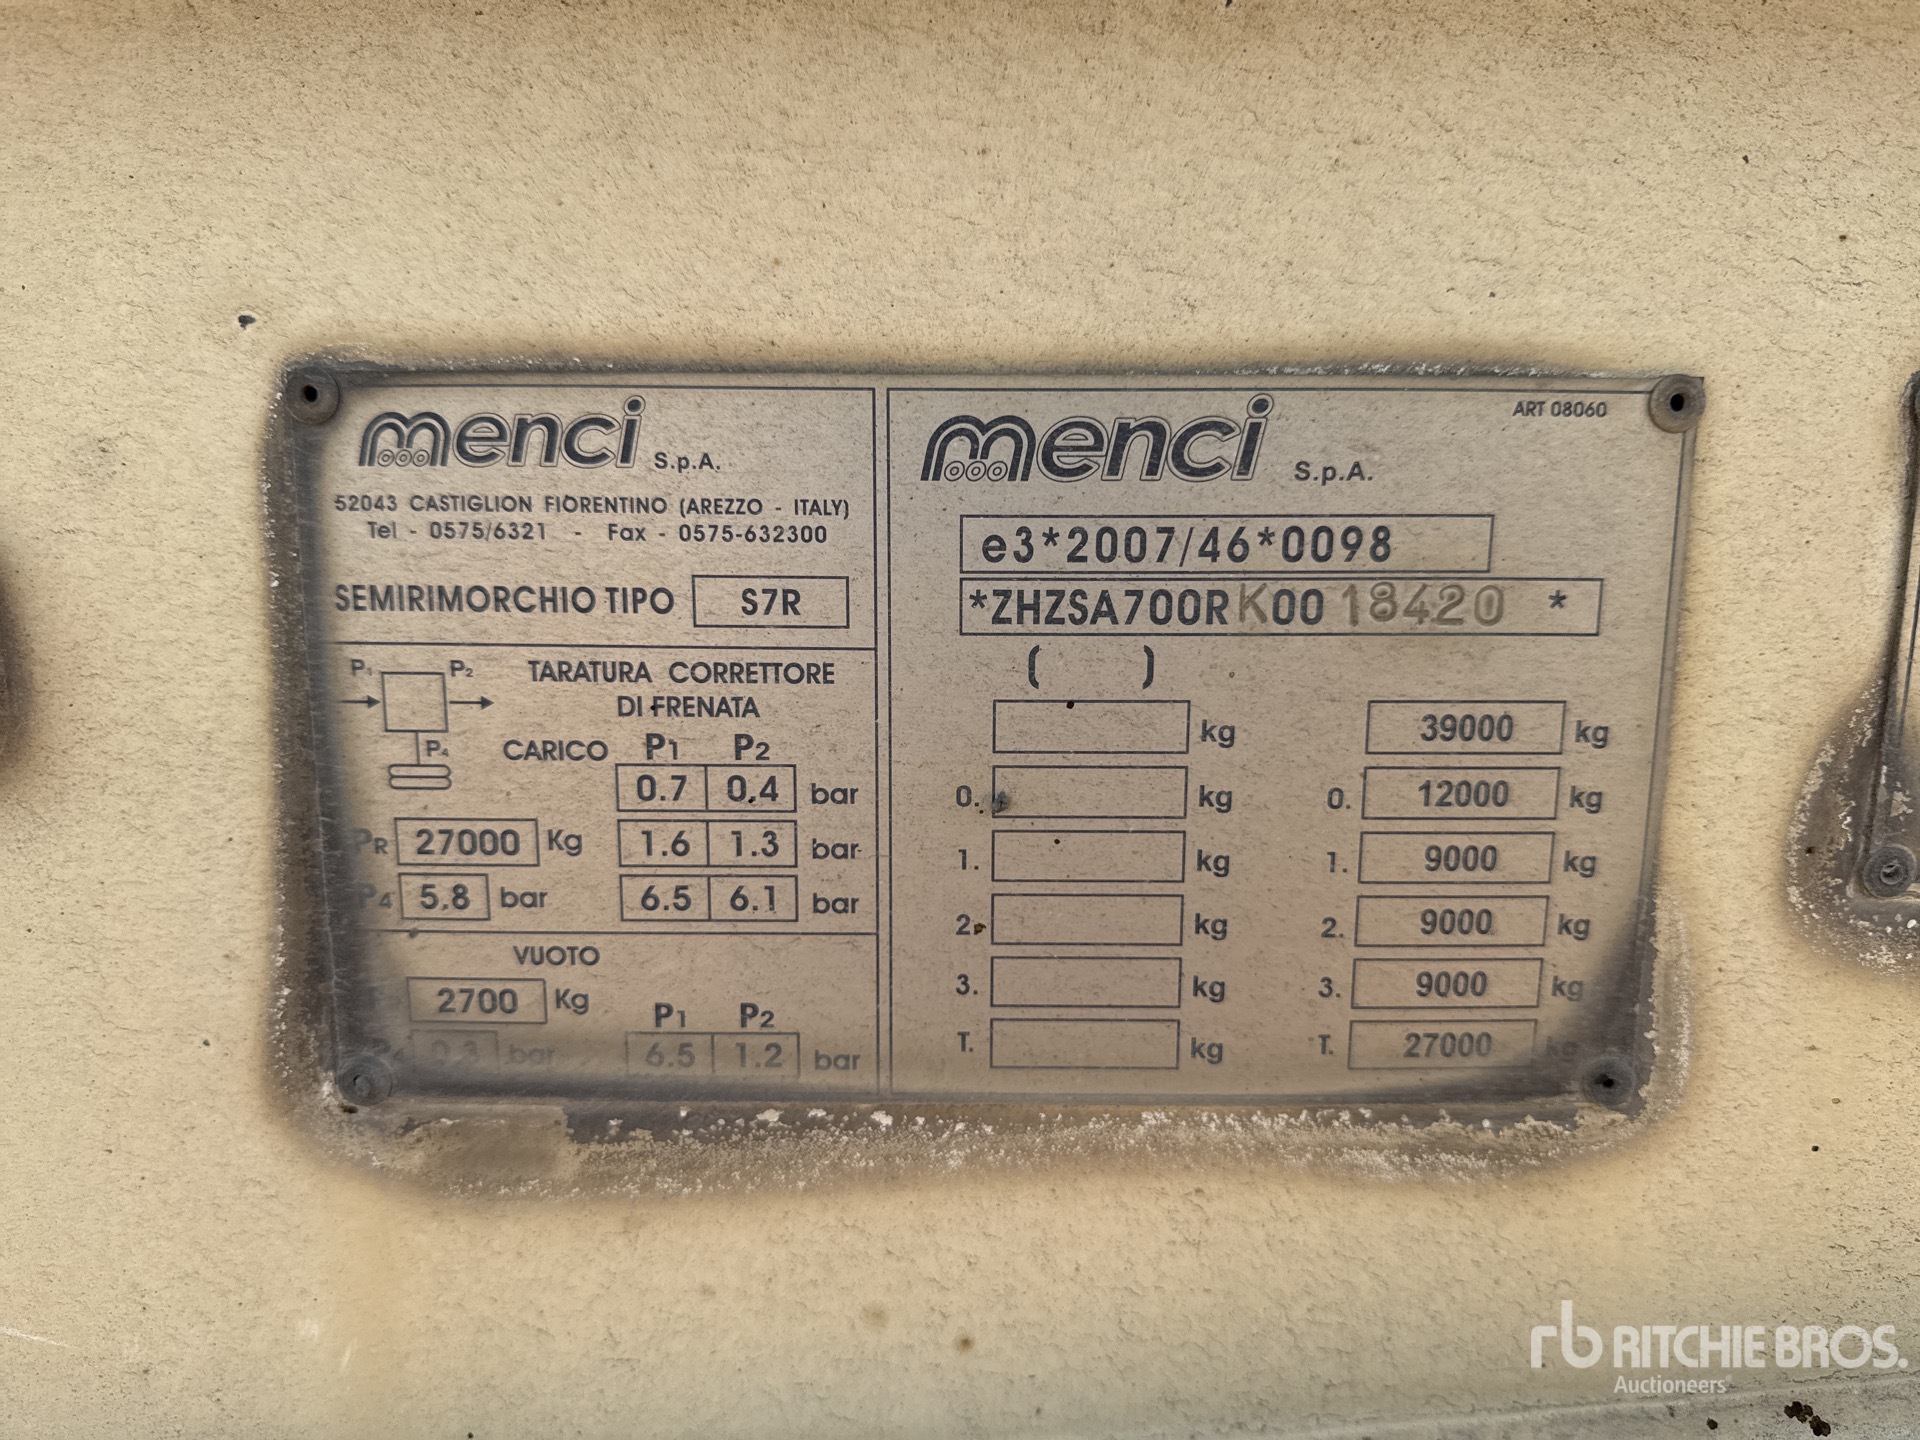 menci S.p.A.
52043 CASTIGLION FIORENTINO (AREZZO - ITALY)
Tel - 0575/6321 - Fax - 0575-632300
SEMIRIMORCHIO TIPO S7R
P1 P2 TARATURA CORRETTORE
DI FRENATA
P4 CARICO P1 P2
0.7 0.4 bar
PR 27000 Kg 1.6 1.3 bar
P4 5.8 bar 6.5 6.1 bar
VUOTO
2700 Kg P1 P2
0.3 bar 6.5 1.2 bar
menci S.p.A. ART 08060
e3*2007/46*0098
*ZHZSA700RK0018420 *
( )
kg 39000 kg
0. kg 0. 12000 kg
1. kg 1. 9000 kg
2. kg 2. 9000 kg
3. kg 3. 9000 kg
T. kg T. 27000 kg
rb RITCHIE BROS.
Auctioneers